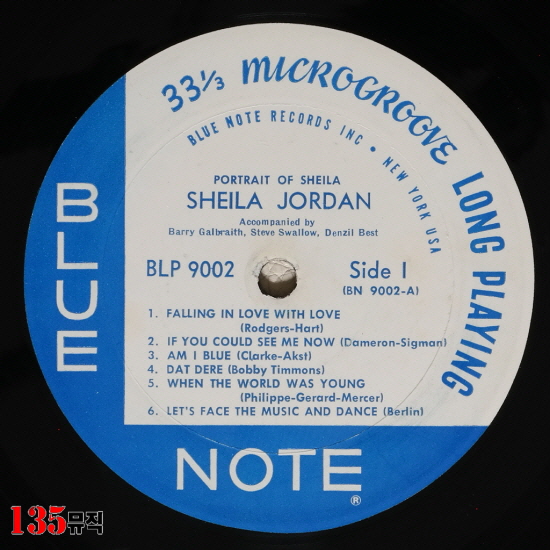 33⅓ MICROGROOVE LONG PLAYING
BLUE NOTE RECORDS INC • NEW YORK USA
PORTRAIT OF SHEILA
SHEILA JORDAN
Accompanied by
Barry Galbraith, Steve Swallow, Denzil Best
BLP 9002 Side 1
(BN 9002-A)
1. FALLING IN LOVE WITH LOVE
(Rodgers-Hart)
2. IF YOU COULD SEE ME NOW (Dameron-Sigman)
3. AM I BLUE (Clarke-Akst)
4. DAT DERE (Bobby Timmons)
5. WHEN THE WORLD WAS YOUNG
(Philippe-Gerard-Mercer)
6. LET'S FACE THE MUSIC AND DANCE (Berlin)
BLUE
NOTE
®
135뮤직